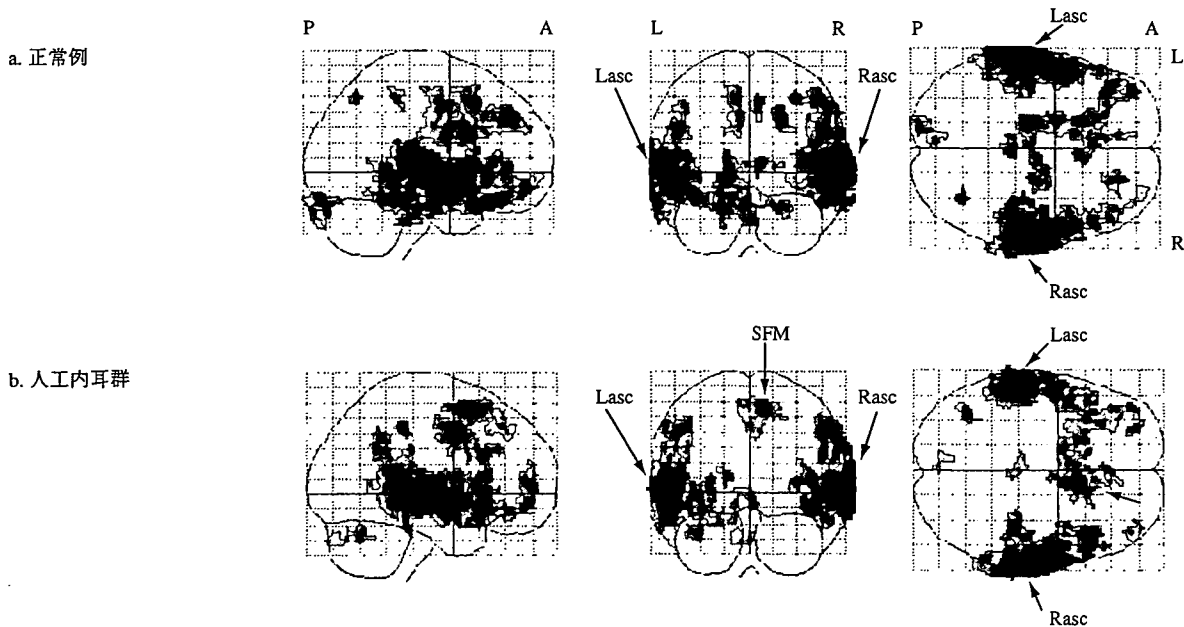 Lasc
P A L R P A
a. 正常例
L
Lasc Rasc
R
Rasc
SFM
Lasc
b. 人工内耳群
Lasc Rasc
Rasc